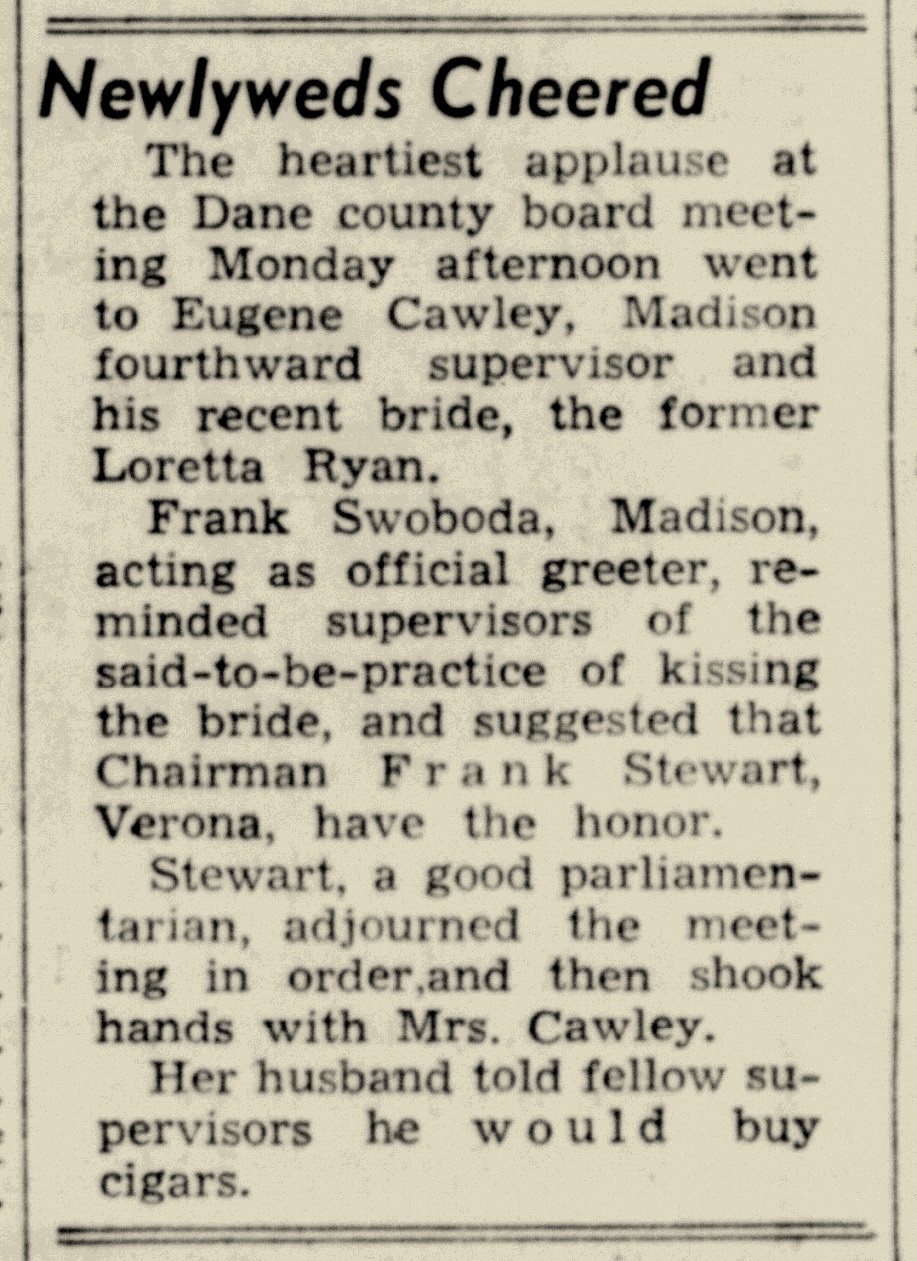 Newlyweds Cheered
The heartiest applause at
the Dane county board meet-
ing Monday afternoon went
to Eugene Cawley, Madison
fourthward supervisor and
his recent bride, the former
Loretta Ryan.
Frank Swoboda, Madison,
acting as official greeter, re-
minded supervisors of the
said-to-be-practice of kissing
the bride, and suggested that
Chairman Frank Stewart,
Verona, have the honor.
Stewart, a good parliamen-
tarian, adjourned the meet-
ing in order,and then shook
hands with Mrs. Cawley.
Her husband told fellow su-
pervisors he would buy
cigars.